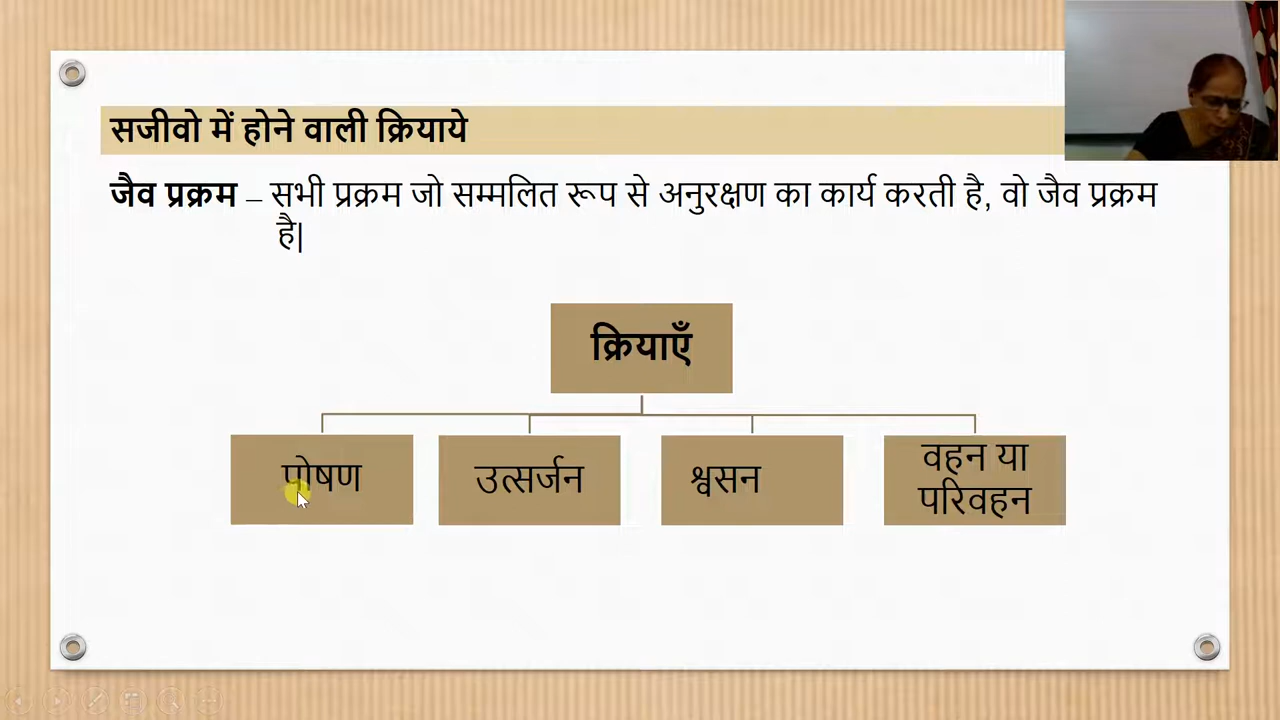 सजीवो में होने वाली क्रियाये
जैव प्रक्रम – सभी प्रक्रम जो सम्मलित रूप से अनुरक्षण का कार्य करती है, वो जैव प्रक्रम
है|
क्रियाएँ
पोषण
उत्सर्जन
श्वसन
वहन या
परिवहन